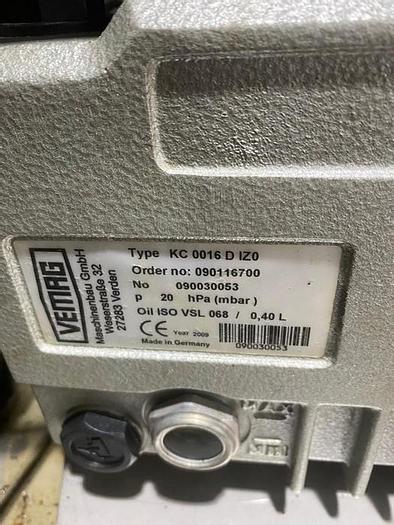 VEMAG
Maschinenbau GmbH
Weserstraße 32
27283 Verden
Type KC 0016 D IZ0
Order no: 090116700
No 090030053
p 20 hPa (mbar )
Oil ISO VSL 068 / 0,40 L
CE Year 2009
Made in Germany
090030053
MAX